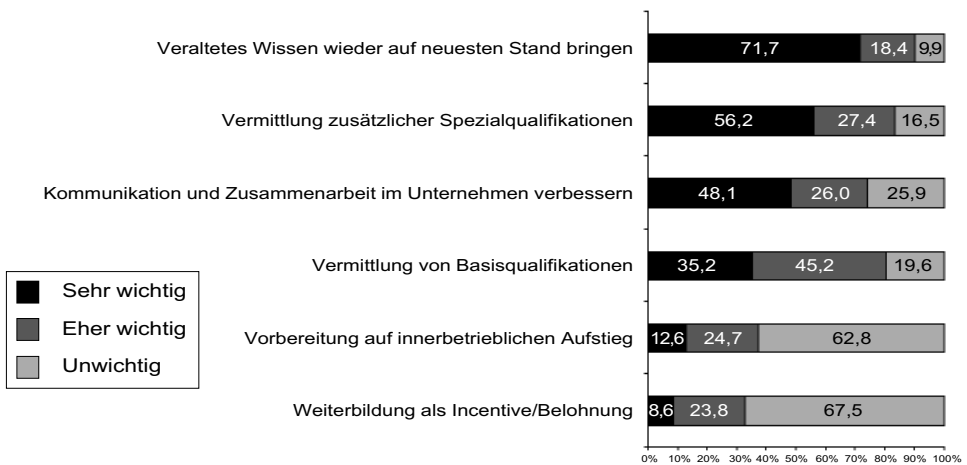 Veraltetes Wissen wieder auf neuesten Stand bringen
71,7 18,4 9,9
Vermittlung zusätzlicher Spezialqualifikationen
56,2 27,4 16,5
Kommunikation und Zusammenarbeit im Unternehmen verbessern
48,1 26,0 25,9
Vermittlung von Basisqualifikationen
35,2 45,2 19,6
Vorbereitung auf innerbetrieblichen Aufstieg
12,6 24,7 62,8
Weiterbildung als Incentive/Belohnung
8,6 23,8 67,5
0% 10% 20% 30% 40% 50% 60% 70% 80% 90% 100%
Sehr wichtig
Eher wichtig
Unwichtig